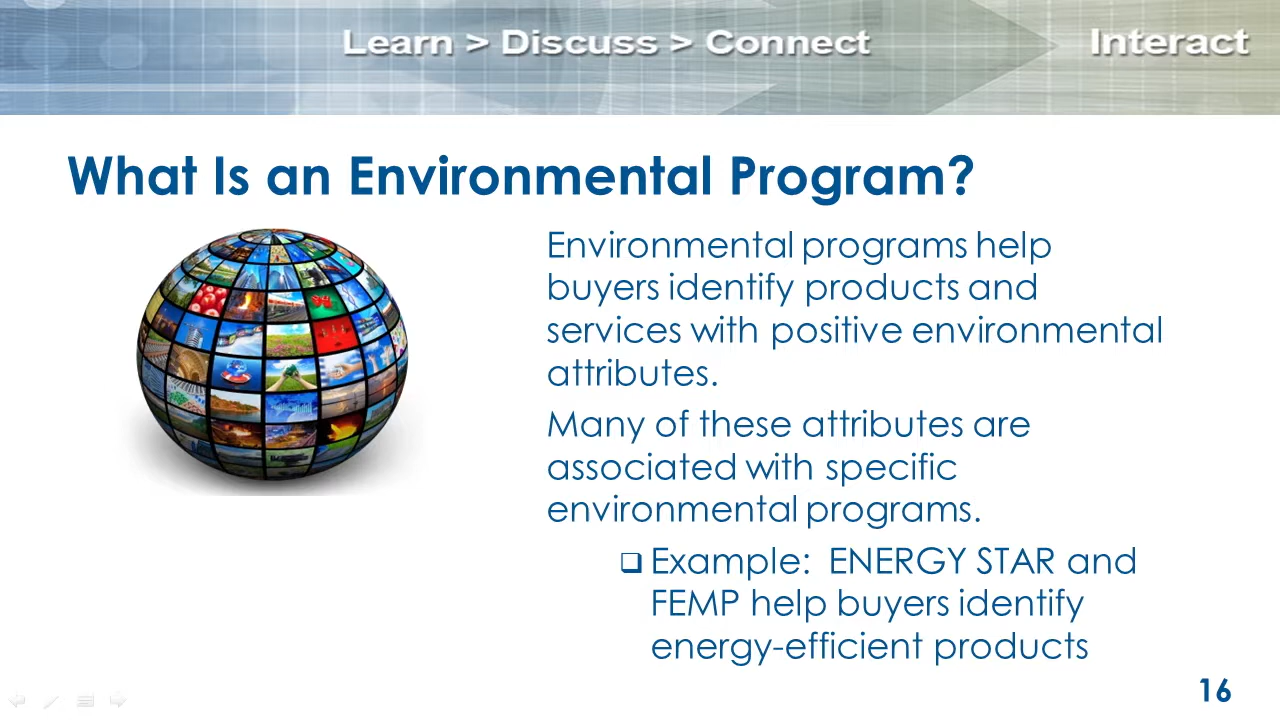 Learn > Discuss > Connect
Interact
What Is an Environmental Program?
Environmental programs help
buyers identify products and
services with positive environmental
attributes.
Many of these attributes are
associated with specific
environmental programs.
Example: ENERGY STAR and
FEMP help buyers identify
energy-efficient products
16